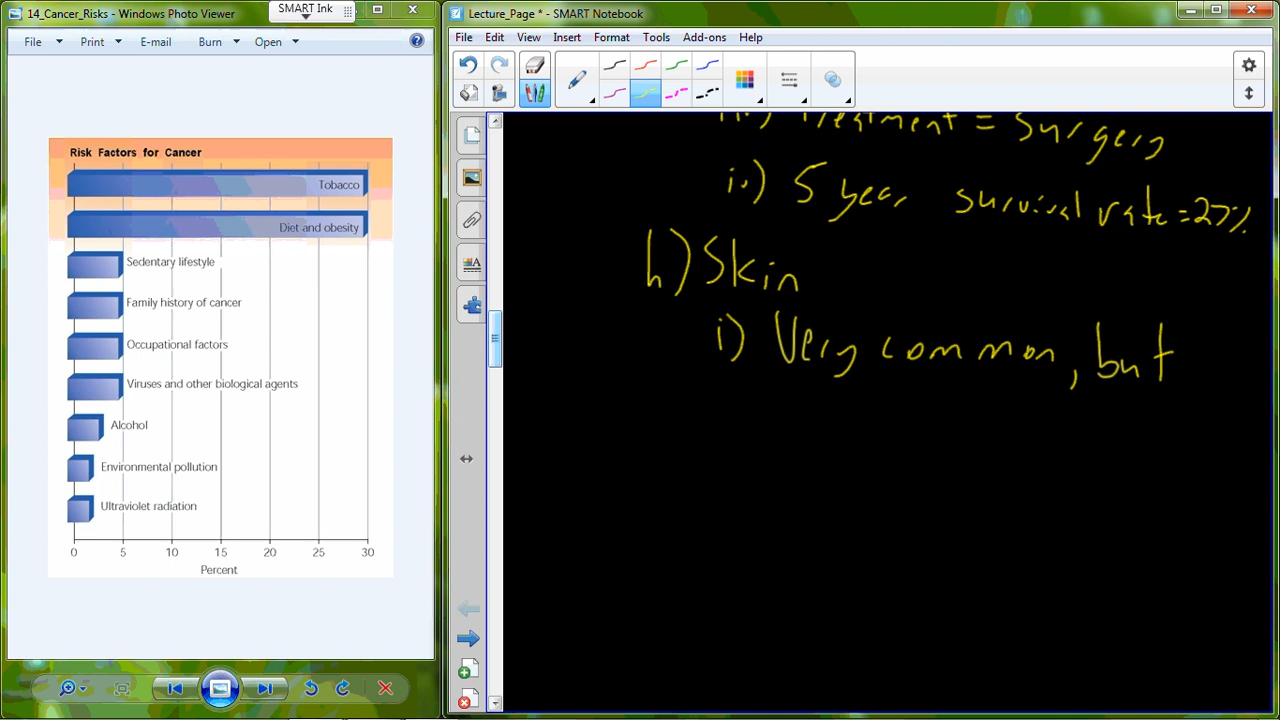 14_Cancer_Risks - Windows Photo Viewer
SMART Ink
File Print E-mail Burn Open
Risk Factors for Cancer
Tobacco
Diet and obesity
Sedentary lifestyle
Family history of cancer
Occupational factors
Viruses and other biological agents
Alcohol
Environmental pollution
Ultraviolet radiation
0 5 10 15 20 25 30
Percent
Lecture_Page * - SMART Notebook
File Edit View Insert Format Tools Add-ons Help
iii.) Treatment = Surgery
iv.) 5 year survival rate = 27%
h) Skin
i) Very common, but